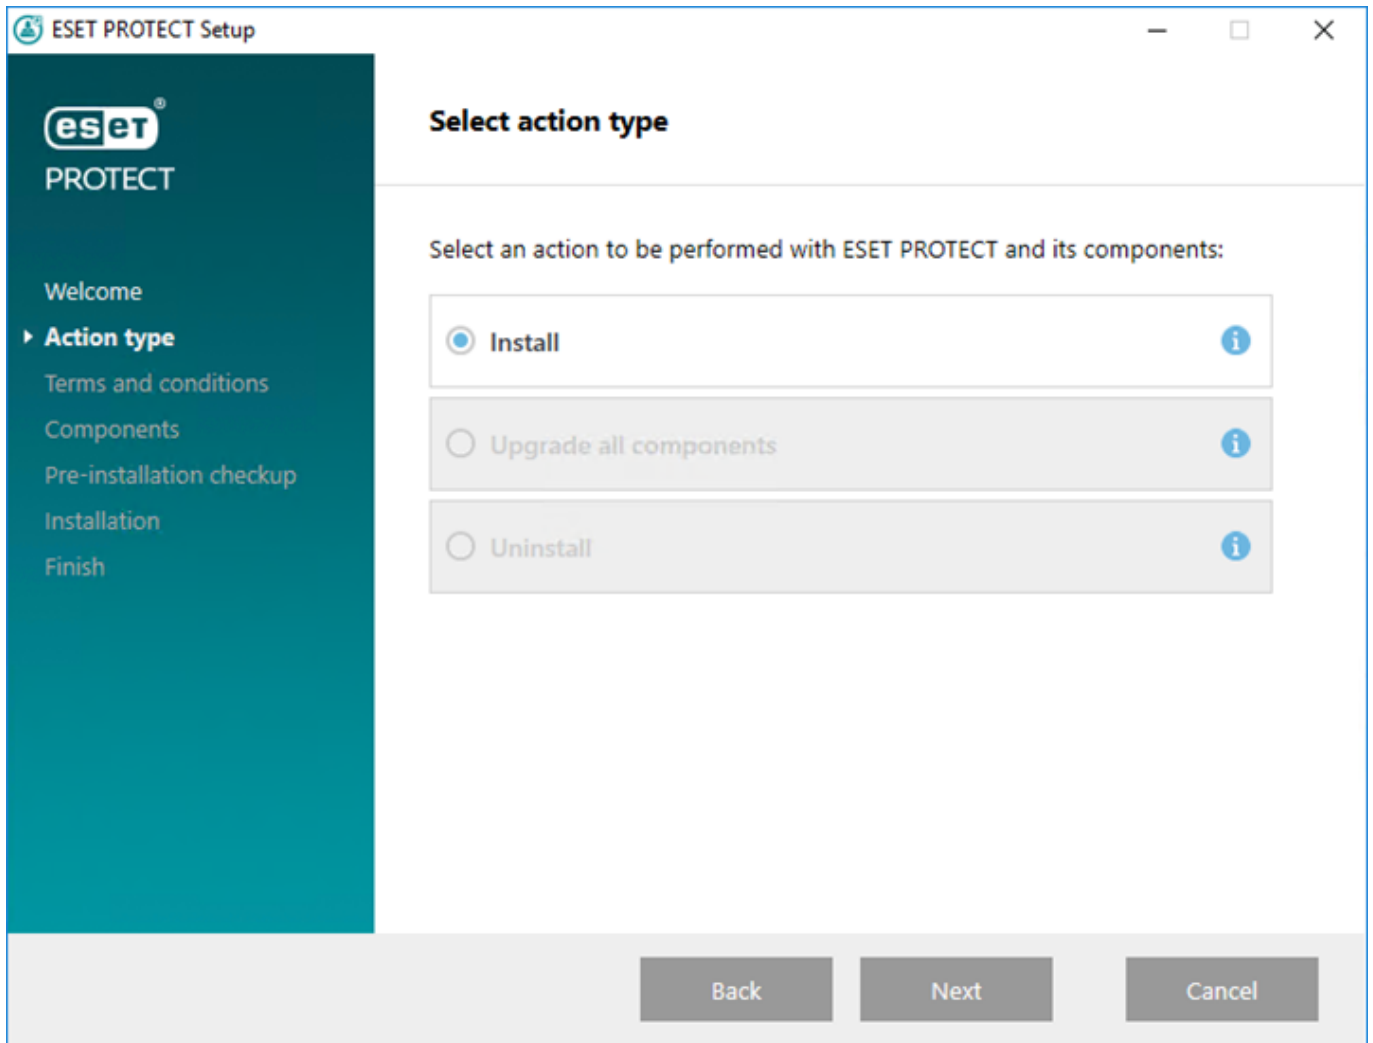 ESET PROTECT Setup
eset®
PROTECT
Welcome
Action type
Terms and conditions
Components
Pre-installation checkup
Installation
Finish
Select action type
Select an action to be performed with ESET PROTECT and its components:
Install
Upgrade all components
Uninstall
Back
Next
Cancel